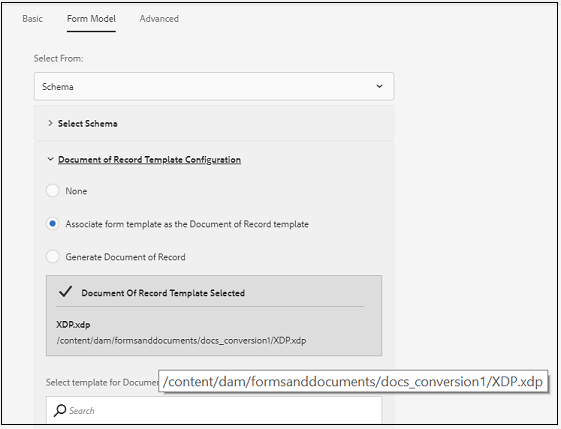 Basic Form Model Advanced
Select From:
Schema
Select Schema
Document of Record Template Configuration
None
Associate form template as the Document of Record template
Generate Document of Record
Document Of Record Template Selected
XDP.xdp
/content/dam/formsanddocuments/docs_conversion1/XDP.xdp
Select template for Documen
/content/dam/formsanddocuments/docs_conversion1/XDP.xdp
Search